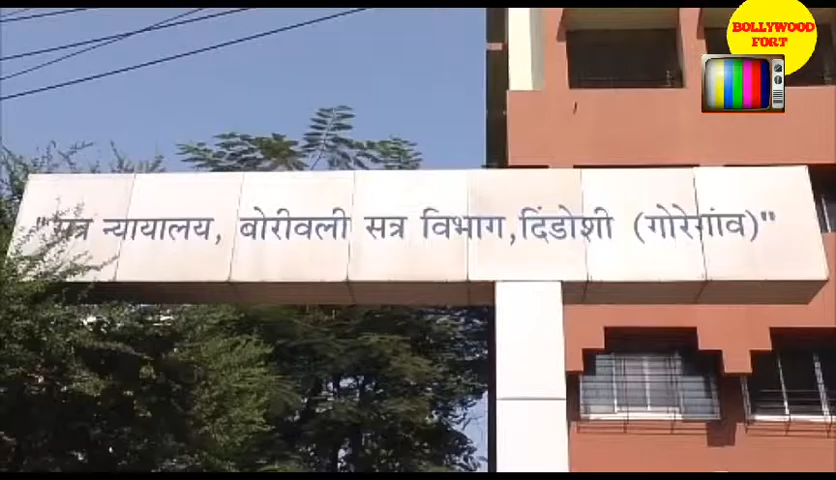 BOLLYWOOD
FORT
"सत्र न्यायालय, बोरीवली सत्र विभाग, दिंडोशी (गोरेगांव)"